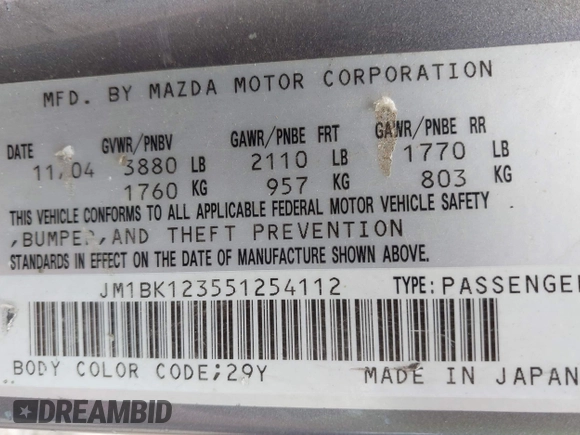 MFD. BY MAZDA MOTOR CORPORATION
DATE GVWR/PNBV GAWR/PNBE FRT GAWR/PNBE RR
11/04 3880 LB 2110 LB 1770 LB
1760 KG 957 KG 803 KG
THIS VEHICLE CONFORMS TO ALL APPLICABLE FEDERAL MOTOR VEHICLE SAFETY
,BUMPER,AND THEFT PREVENTION
STANDARDS IN EFFECT ON THE DATE OF MANUFACTURE SHOWN ABOVE.
JM1BK123551254112 TYPE:PASSENGER
BODY COLOR CODE;29Y MADE IN JAPAN
DREAMBID